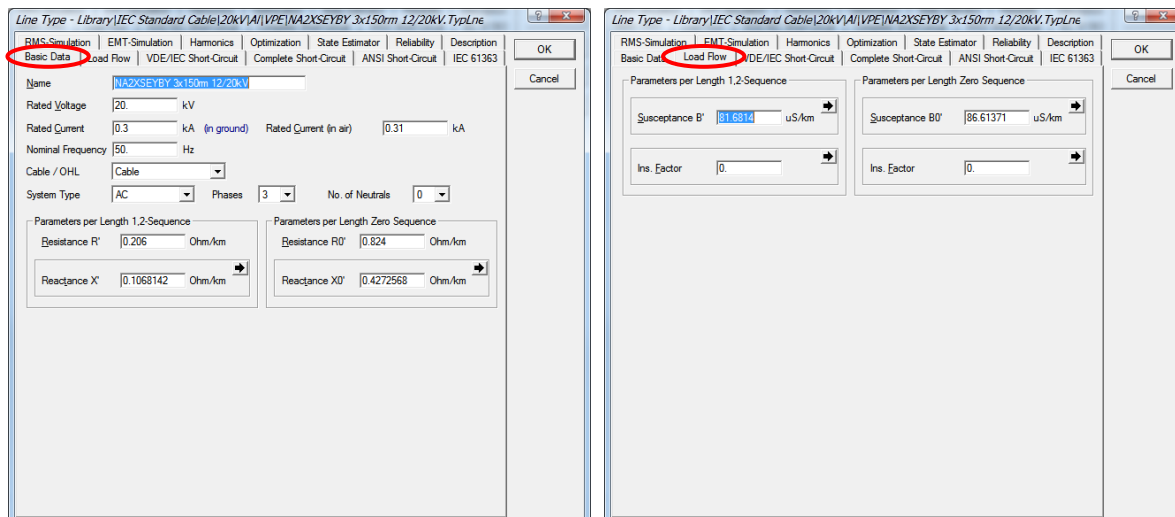 Line Type - Library\IEC Standard Cable\20kV\Al\VPE\NA2XSEYBY 3x150rm 12/20kV.TypLne
RMS-Simulation EMT-Simulation Harmonics Optimization State Estimator Reliability Description
Basic Data Load Flow VDE/IEC Short-Circuit Complete Short-Circuit ANSI Short-Circuit IEC 61363
OK
Cancel
Name NA2XSEYBY 3x150rm 12/20kV
Rated Voltage 20. kV
Rated Current 0.3 kA (in ground) Rated Current (in air) 0.31 kA
Nominal Frequency 50. Hz
Cable / OHL Cable
System Type AC Phases 3 No. of Neutrals 0
Parameters per Length 1,2-Sequence Parameters per Length Zero Sequence
Resistance R' 0.206 Ohm/km Resistance R0' 0.824 Ohm/km
Reactance X' 0.1068142 Ohm/km Reactance X0' 0.4272568 Ohm/km
Line Type - Library\IEC Standard Cable\20kV\Al\VPE\NA2XSEYBY 3x150rm 12/20kV.TypLne
RMS-Simulation EMT-Simulation Harmonics Optimization State Estimator Reliability Description
Basic Data Load Flow VDE/IEC Short-Circuit Complete Short-Circuit ANSI Short-Circuit IEC 61363
OK
Cancel
Parameters per Length 1,2-Sequence Parameters per Length Zero Sequence
Susceptance B' 81.6814 uS/km Susceptance B0' 86.61371 uS/km
Ins. Factor 0. Ins. Factor 0.